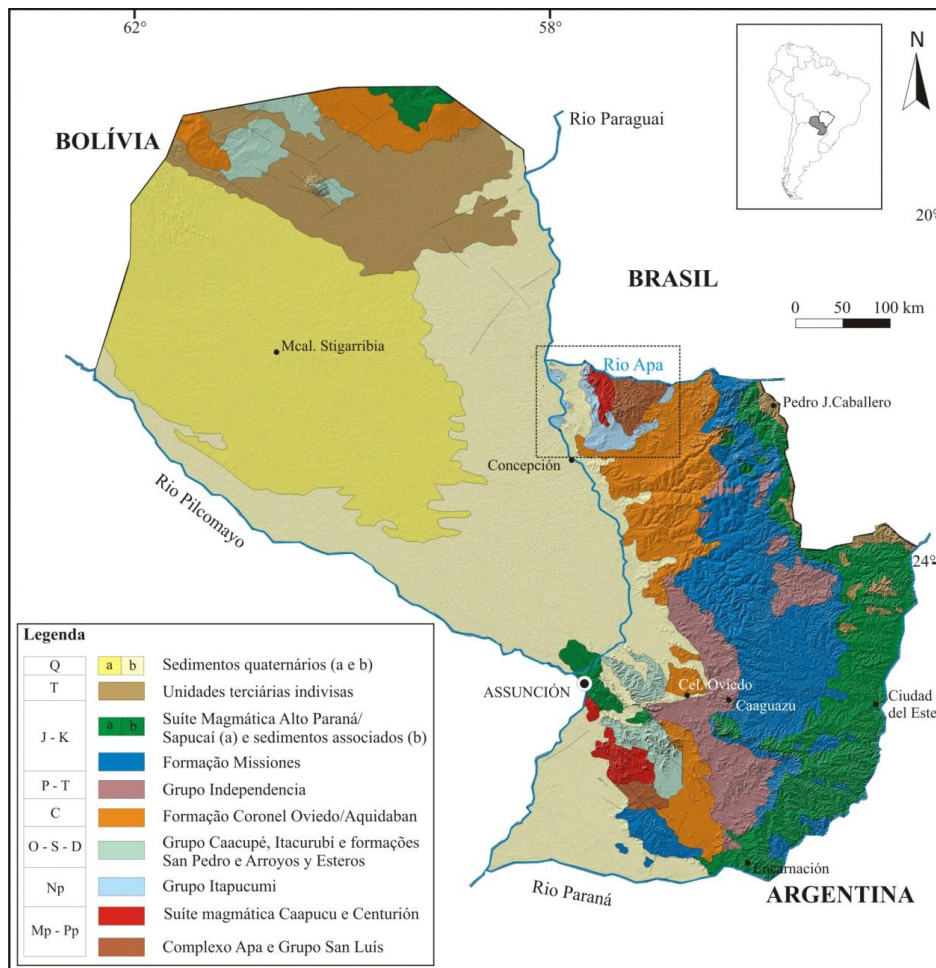 62°
58°
N
BOLÍVIA
Rio Paraguai
20°
BRASIL
0 50 100 km
Mcal. Stigarribia
Rio Apa
Pedro J.Caballero
Concepción
Rio Pilcomayo
24°
Legenda
Q
a b
Sedimentos quaternários (a e b)
T
Unidades terciárias indivisas
J - K
a b
Suíte Magmática Alto Paraná/
Sapucaí (a) e sedimentos associados (b)
Formação Missiones
P - T
Grupo Independencia
C
Formação Coronel Oviedo/Aquidaban
O - S - D
Grupo Caacupé, Itacurubí e formações
San Pedro e Arroyos y Esteros
Np
Grupo Itapucumi
Mp - Pp
Suíte magmática Caapucu e Centurión
Complexo Apa e Grupo San Luís
ASSUNCIÓN
Cel. Oviedo
Caaguazu
Ciudad
del Este
Encarnación
Rio Paraná
ARGENTINA